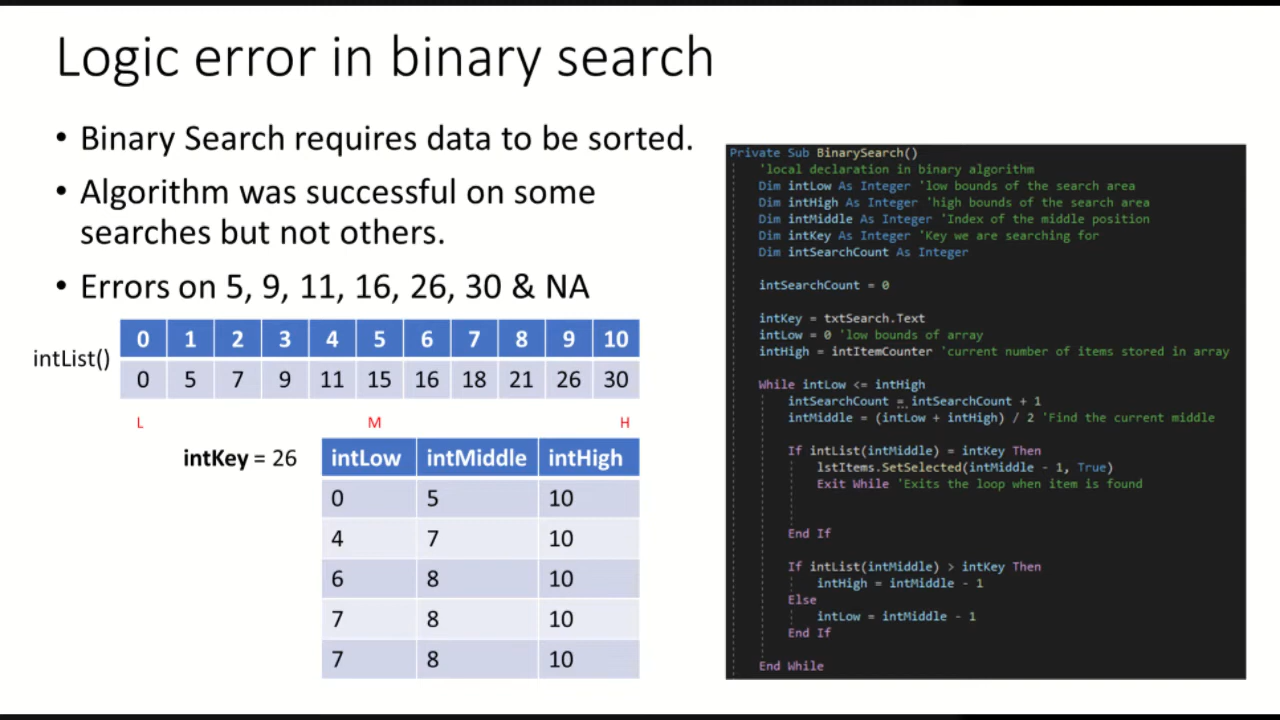 Logic error in binary search
• Binary Search requires data to be sorted.
• Algorithm was successful on some
searches but not others.
• Errors on 5, 9, 11, 16, 26, 30 & NA
intList()
0 1 2 3 4 5 6 7 8 9 10
0 5 7 9 11 15 16 18 21 26 30
L M H
intKey = 26
intLow intMiddle intHigh
0 5 10
4 7 10
6 8 10
7 8 10
7 8 10
Private Sub BinarySearch()
'local declaration in binary algorithm
Dim intLow As Integer 'low bounds of the search area
Dim intHigh As Integer 'high bounds of the search area
Dim intMiddle As Integer 'Index of the middle position
Dim intKey As Integer 'Key we are searching for
Dim intSearchCount As Integer
intSearchCount = 0
intKey = txtSearch.Text
intLow = 0 'low bounds of array
intHigh = intItemCounter 'current number of items stored in array
While intLow <= intHigh
intSearchCount = intSearchCount + 1
intMiddle = (intLow + intHigh) / 2 'Find the current middle
If intList(intMiddle) = intKey Then
lstItems.SetSelected(intMiddle - 1, True)
Exit While 'Exits the loop when item is found
End If
If intList(intMiddle) > intKey Then
intHigh = intMiddle - 1
Else
intLow = intMiddle - 1
End If
End While